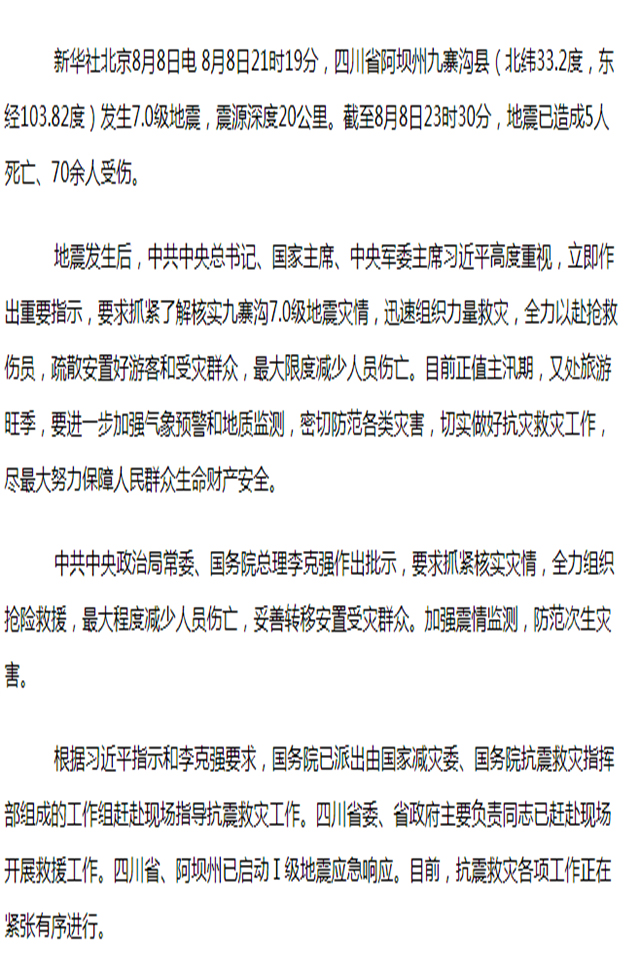 新华社北京8月8日电 8月8日21时19分，四川省阿坝州九寨沟县（北纬33.2度，东
经103.82度）发生7.0级地震，震源深度20公里。截至8月8日23时30分，地震已造成5人
死亡、70余人受伤。
地震发生后，中共中央总书记、国家主席、中央军委主席习近平高度重视，立即作
出重要指示，要求抓紧了解核实九寨沟7.0级地震灾情，迅速组织力量救灾，全力以赴抢救
伤员，疏散安置好游客和受灾群众，最大限度减少人员伤亡。目前正值主汛期，又处旅游
旺季，要进一步加强气象预警和地质监测，密切防范各类灾害，切实做好抗灾救灾工作，
尽最大努力保障人民群众生命财产安全。
中共中央政治局常委、国务院总理李克强作出批示，要求抓紧核实灾情，全力组织
抢险救援，最大程度减少人员伤亡，妥善转移安置受灾群众。加强震情监测，防范次生灾
害。
根据习近平指示和李克强要求，国务院已派出由国家减灾委、国务院抗震救灾指挥
部组成的工作组赶赴现场指导抗震救灾工作。四川省委、省政府主要负责同志已赶赴现场
开展救援工作。四川省、阿坝州已启动Ⅰ级地震应急响应。目前，抗震救灾各项工作正在
紧张有序进行。